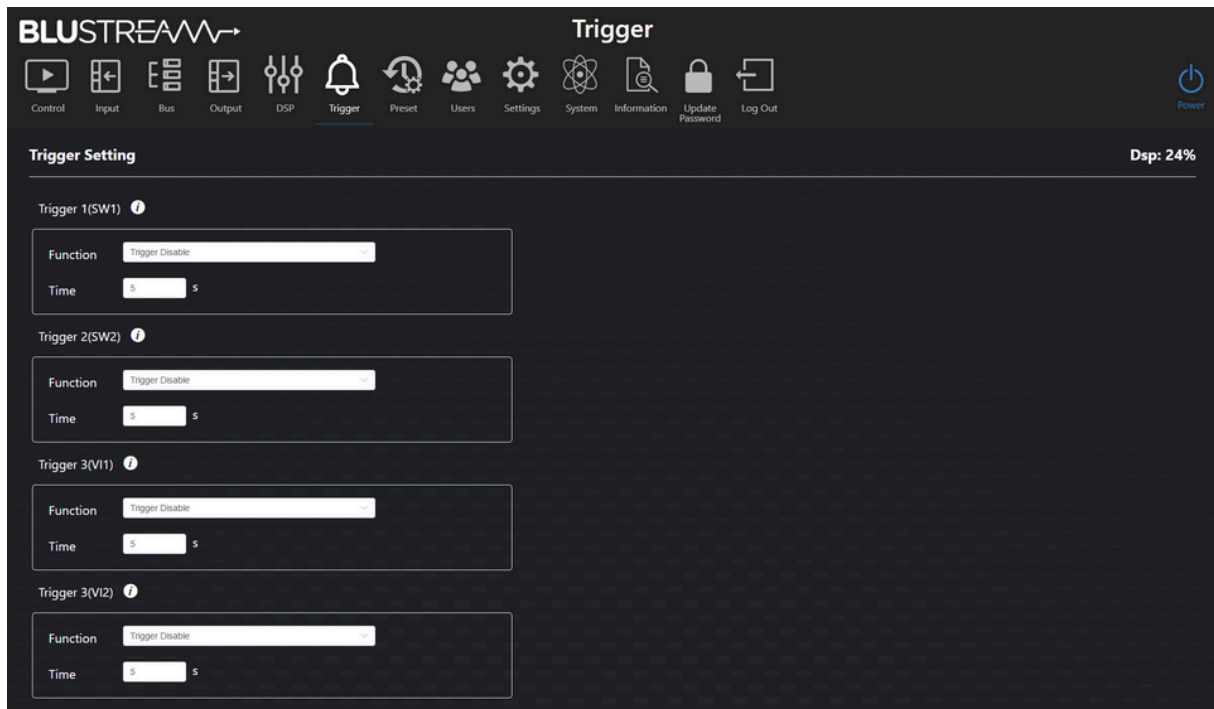 BLUSTREAM
Trigger
Control Input Bus Output DSP Trigger Preset Users Settings System Information Update Password Log Out Power
Trigger Setting Dsp: 24%
Trigger 1(SW1) i
Function Trigger Disable
Time 5 s
Trigger 2(SW2) i
Function Trigger Disable
Time 5 s
Trigger 3(VI1) i
Function Trigger Disable
Time 5 s
Trigger 3(VI2) i
Function Trigger Disable
Time 5 s